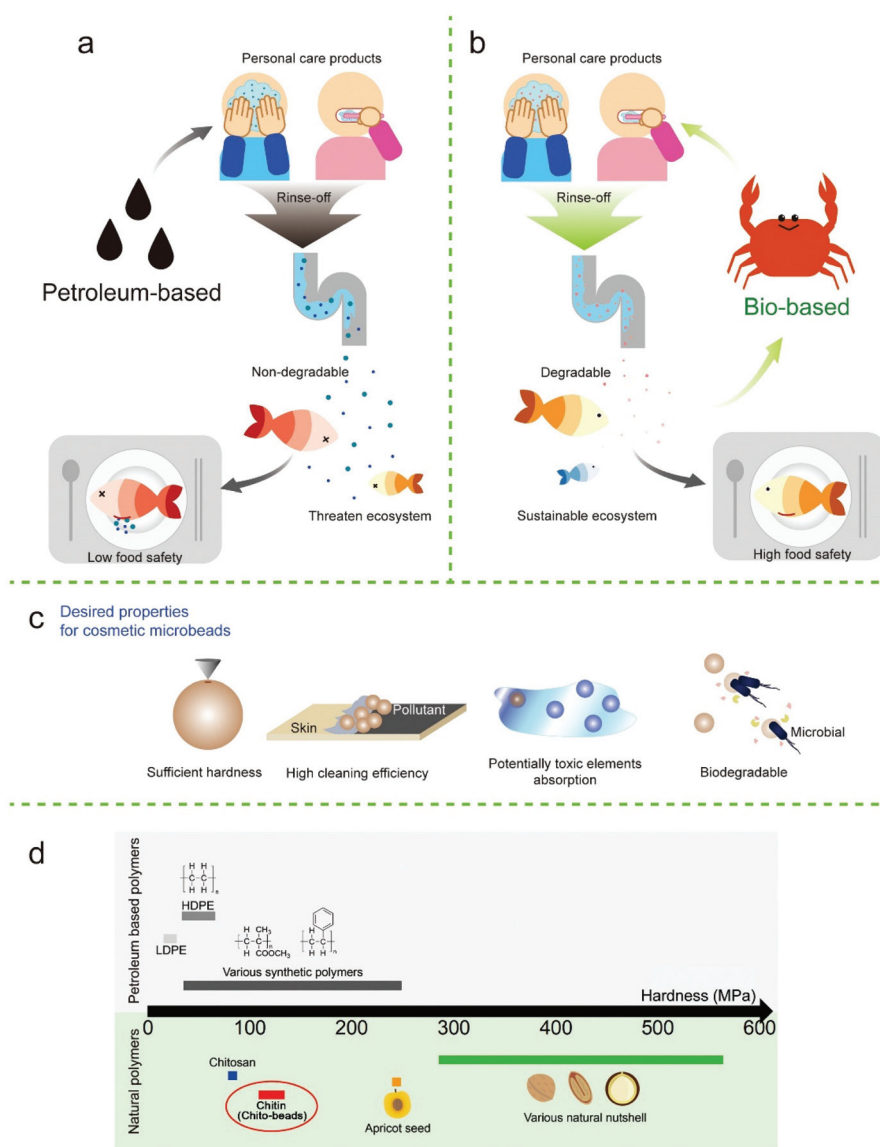 a
Personal care products
Rinse-off
Petroleum-based
Non-degradable
Threaten ecosystem
Low food safety
b
Personal care products
Rinse-off
Bio-based
Degradable
Sustainable ecosystem
High food safety
c
Desired properties
for cosmetic microbeads
Skin
Pollutant
Microbial
Sufficient hardness
High cleaning efficiency
Potentially toxic elements
absorption
Biodegradable
d
Petroleum based polymers
H H
C C
H H
n
HDPE
LDPE
H CH₃
C C
H COOCH₃
n
H
C C
H H
n
Various synthetic polymers
Hardness (MPa)
0 100 200 300 400 500 600
Natural polymers
Chitosan
Chitin
(Chito-beads)
Apricot seed
Various natural nutshell